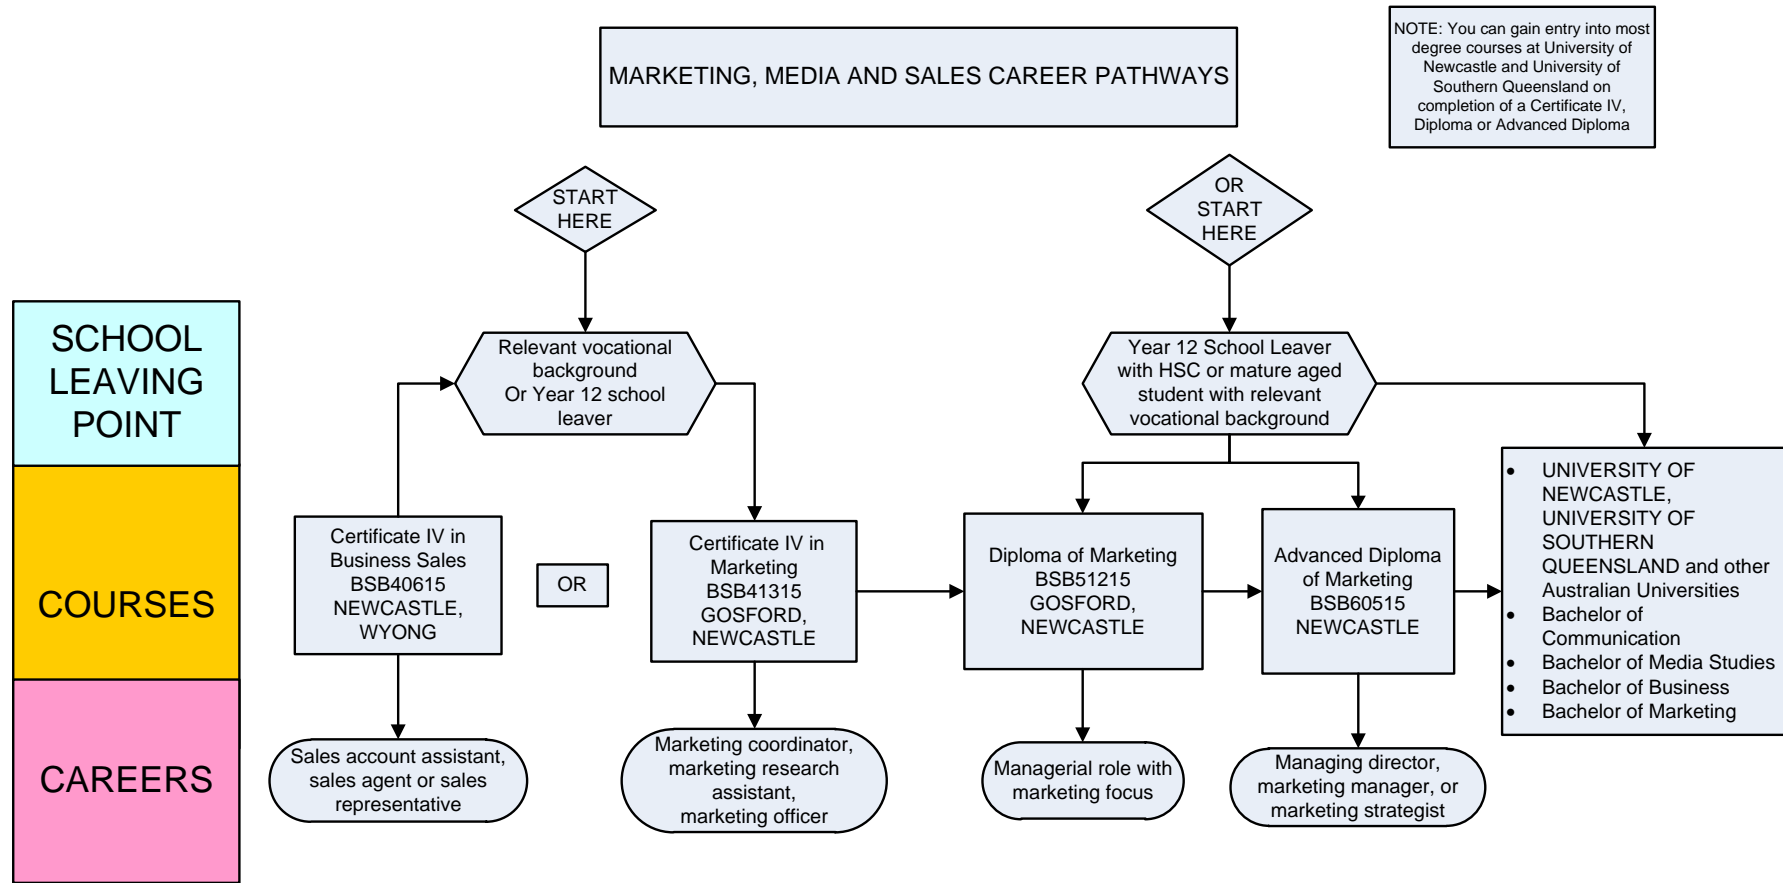 MARKETING, MEDIA AND SALES CAREER PATHWAYS
NOTE: You can gain entry into most
degree courses at University of
Newcastle and University of
Southern Queensland on
completion of a Certificate IV,
Diploma or Advanced Diploma
START
HERE
OR
START
HERE
SCHOOL
LEAVING
POINT
Relevant vocational
background
Or Year 12 school
leaver
Year 12 School Leaver
with HSC or mature aged
student with relevant
vocational background
COURSES
Certificate IV in
Business Sales
BSB40615
NEWCASTLE,
WYONG
OR
Certificate IV in
Marketing
BSB41315
GOSFORD,
NEWCASTLE
Diploma of Marketing
BSB51215
GOSFORD,
NEWCASTLE
Advanced Diploma
of Marketing
BSB60515
NEWCASTLE
• UNIVERSITY OF
NEWCASTLE,
UNIVERSITY OF
SOUTHERN
QUEENSLAND and other
Australian Universities
• Bachelor of
Communication
• Bachelor of Media Studies
• Bachelor of Business
• Bachelor of Marketing
CAREERS
Sales account assistant,
sales agent or sales
representative
Marketing coordinator,
marketing research
assistant,
marketing officer
Managerial role with
marketing focus
Managing director,
marketing manager, or
marketing strategist